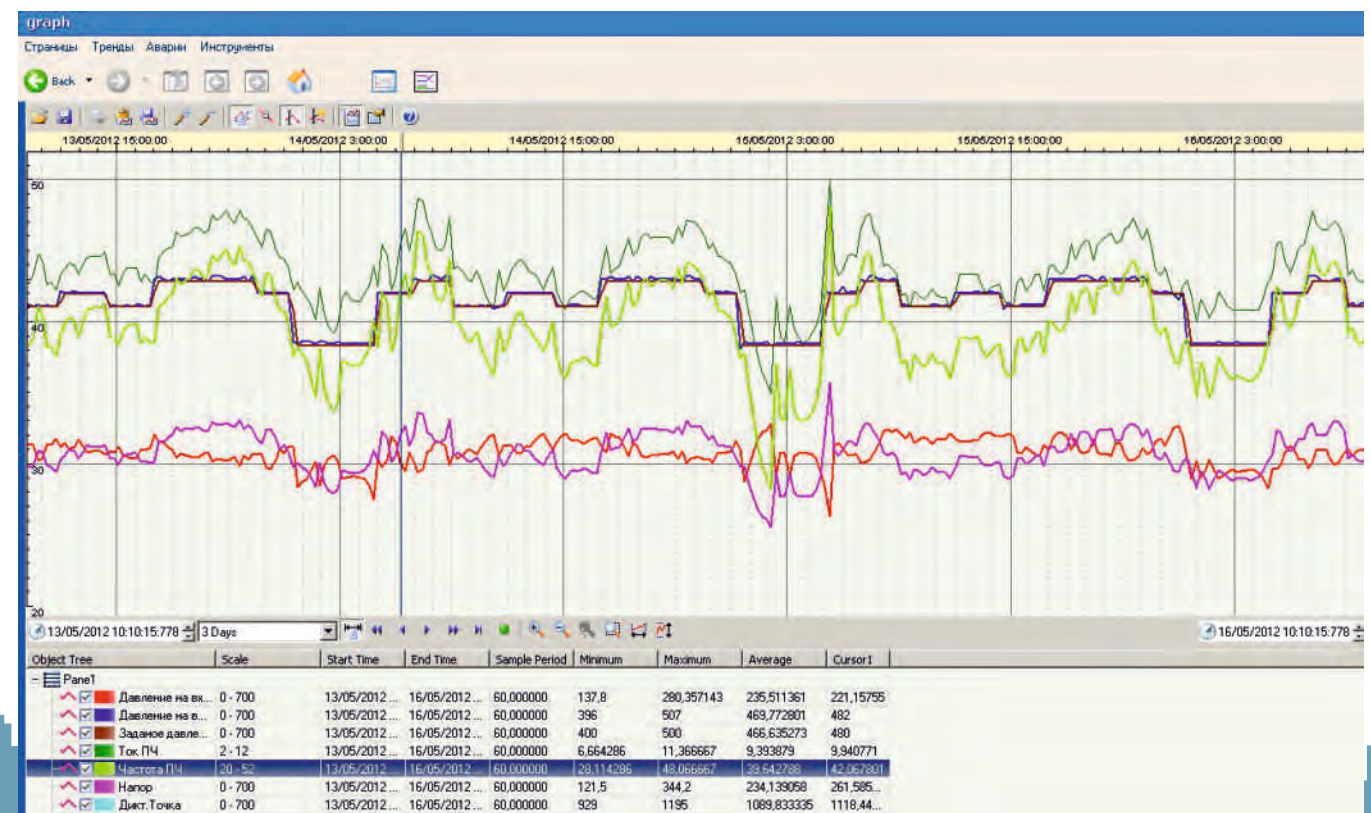 graph
Страницы Тренды Аварии Инструменты
Back
13/05/2012 15:00:00 14/05/2012 3:00:00 14/05/2012 15:00:00 15/05/2012 3:00:00 15/05/2012 15:00:00 16/05/2012 3:00:00
50
40
30
20
13/05/2012 10:10:15:778 3 Days 16/05/2012 10:10:15:778
Object Tree Scale Start Time End Time Sample Period Minimum Maximum Average Cursor1
Pane1
Давление на вх... 0 - 700 13/05/2012 ... 16/05/2012 ... 60,000000 137,8 280,357143 235,511361 221,15755
Давление на в... 0 - 700 13/05/2012 ... 16/05/2012 ... 60,000000 396 507 469,772801 482
Заданое давле... 0 - 700 13/05/2012 ... 16/05/2012 ... 60,000000 400 500 466,635273 480
Ток ПЧ 2 - 12 13/05/2012 ... 16/05/2012 ... 60,000000 6,664286 11,366667 9,393879 9,940771
Частота ПЧ 20 - 52 13/05/2012 ... 16/05/2012 ... 60,000000 28,114286 48,066667 39,642788 42,067801
Напор 0 - 700 13/05/2012 ... 16/05/2012 ... 60,000000 121,5 344,2 234,139058 261,585...
Дикт.Точка 0 - 700 13/05/2012 ... 16/05/2012 ... 60,000000 929 1195 1089,833335 1118,44...